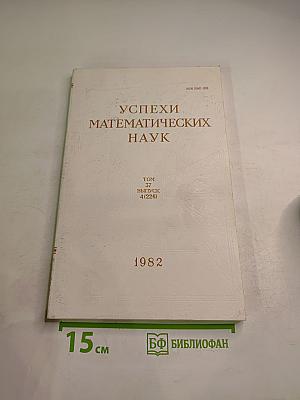 УСПЕХИ
МАТЕМАТИЧЕСКИХ
НАУК
ТОМ
37
ВЫПУСК
4(226)
1982
15 см
БФ БИБЛИОФАН